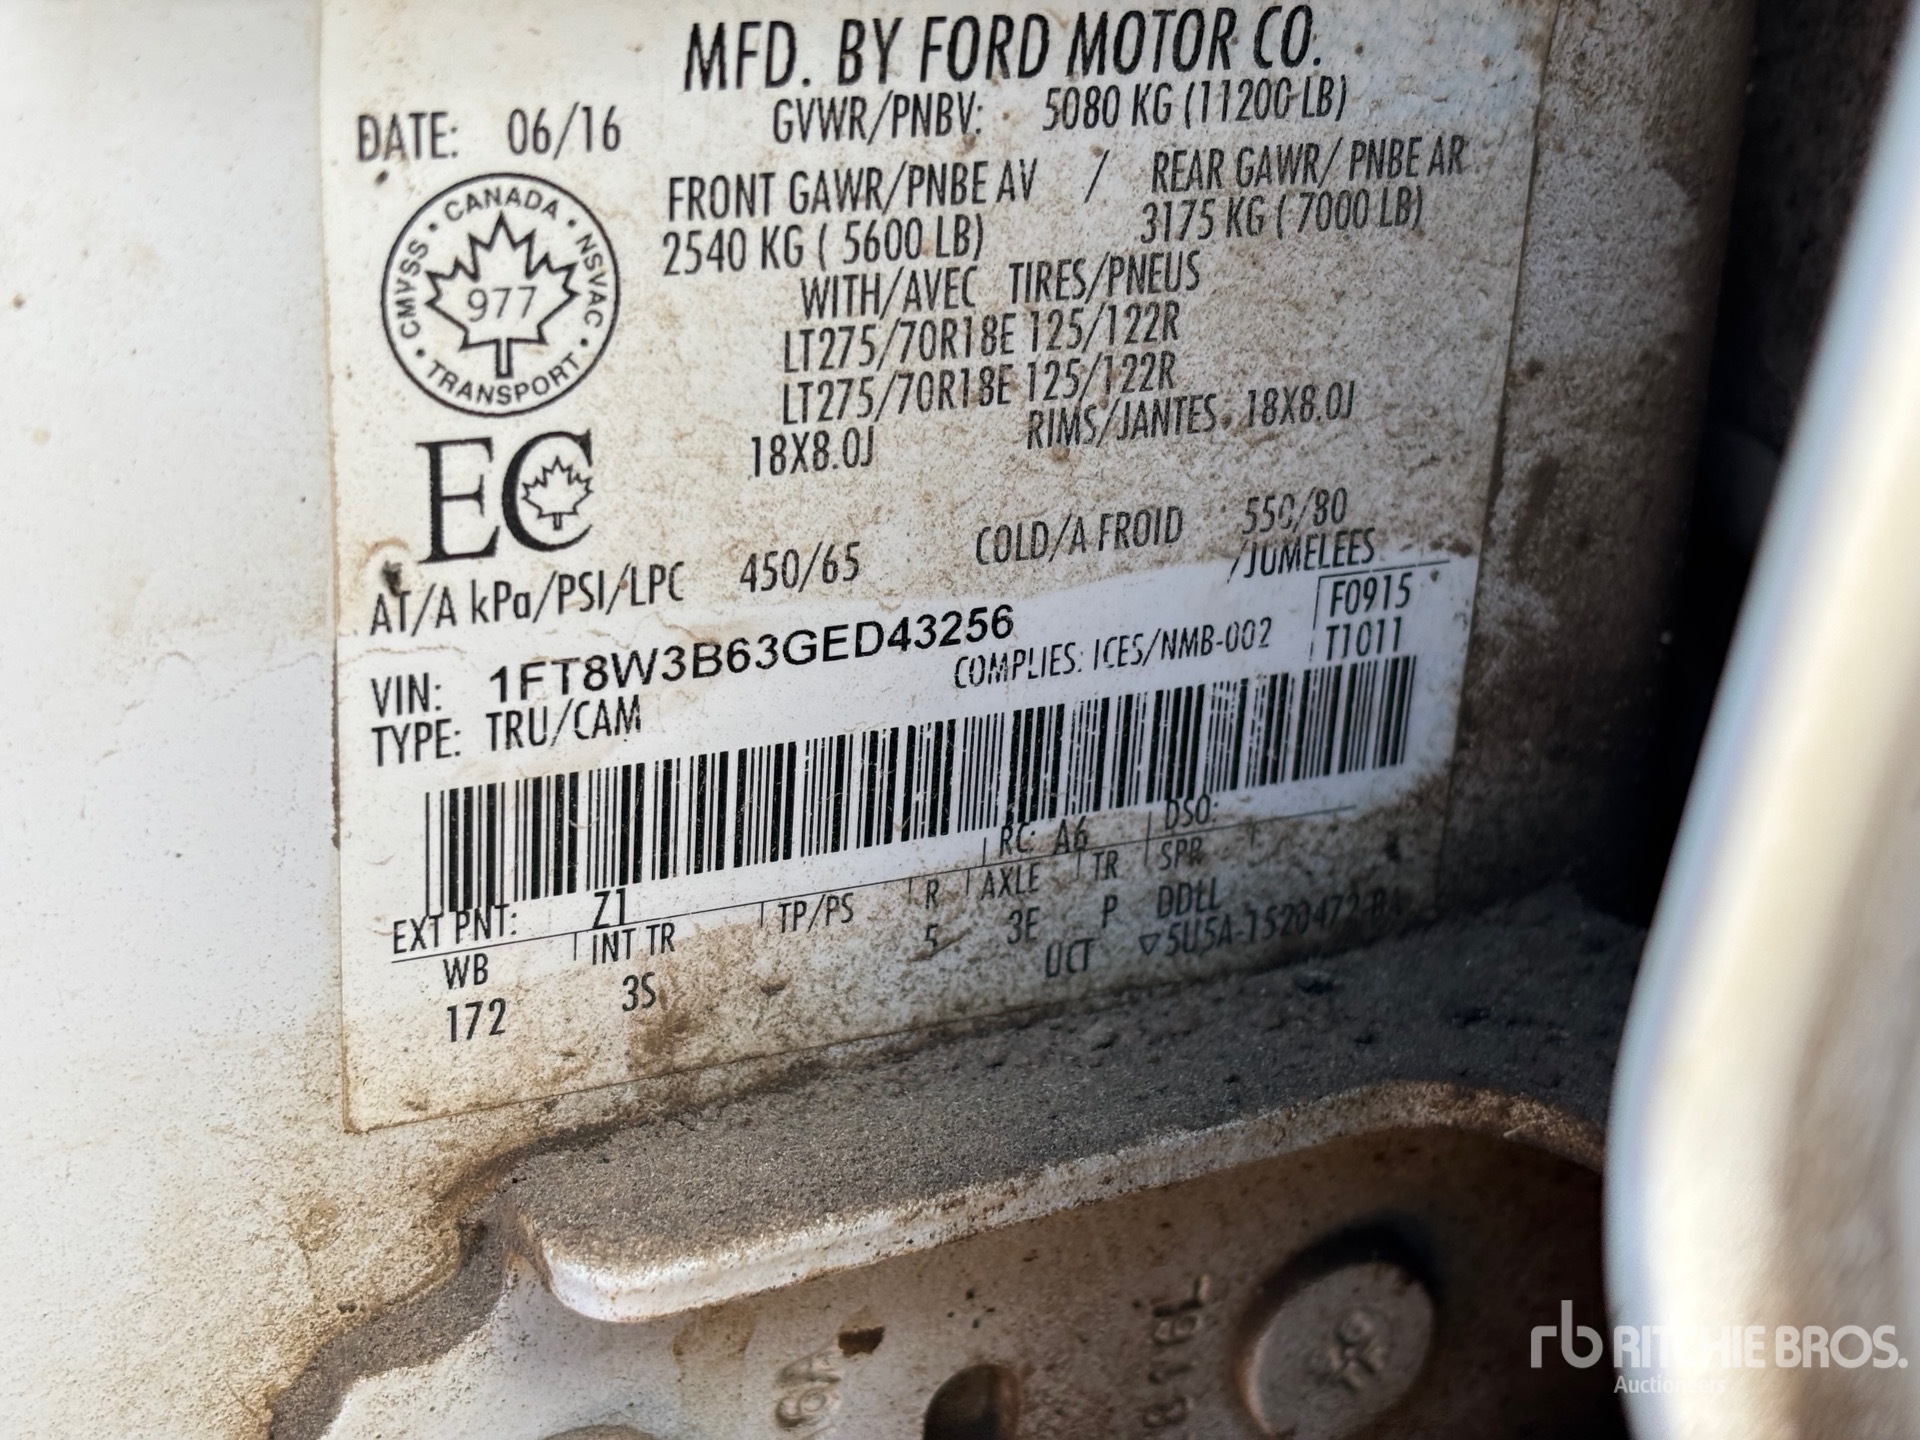 MFD. BY FORD MOTOR CO.
DATE: 06/16 GVWR/PNBV: 5080 KG (11200 LB)
FRONT GAWR/PNBE AV / REAR GAWR/ PNBE AR
2540 KG ( 5600 LB) 3175 KG ( 7000 LB)
WITH/AVEC TIRES/PNEUS
LT275/70R18E 125/122R
LT275/70R18E 125/122R
18X8.0J RIMS/JANTES 18X8.0J
CANADA
CMVSS NSVAC
977
TRANSPORT
EC
AT/A kPa/PSI/LPC 450/65 COLD/A FROID 550/80
/JUMELEES
VIN: 1FT8W3B63GED43256
COMPLIES: ICES/NMB-002
F0915
T1011
TYPE: TRU/CAM
EXT PNT: Z1 RC: A6 DSO:
WB INT TR TP/PS R AXLE TR SPR
172 3S 5 3E P DDLL
UCT ▽5U5A-1520472-BA
8116L
rb RITCHIE BROS.
Auctioneers